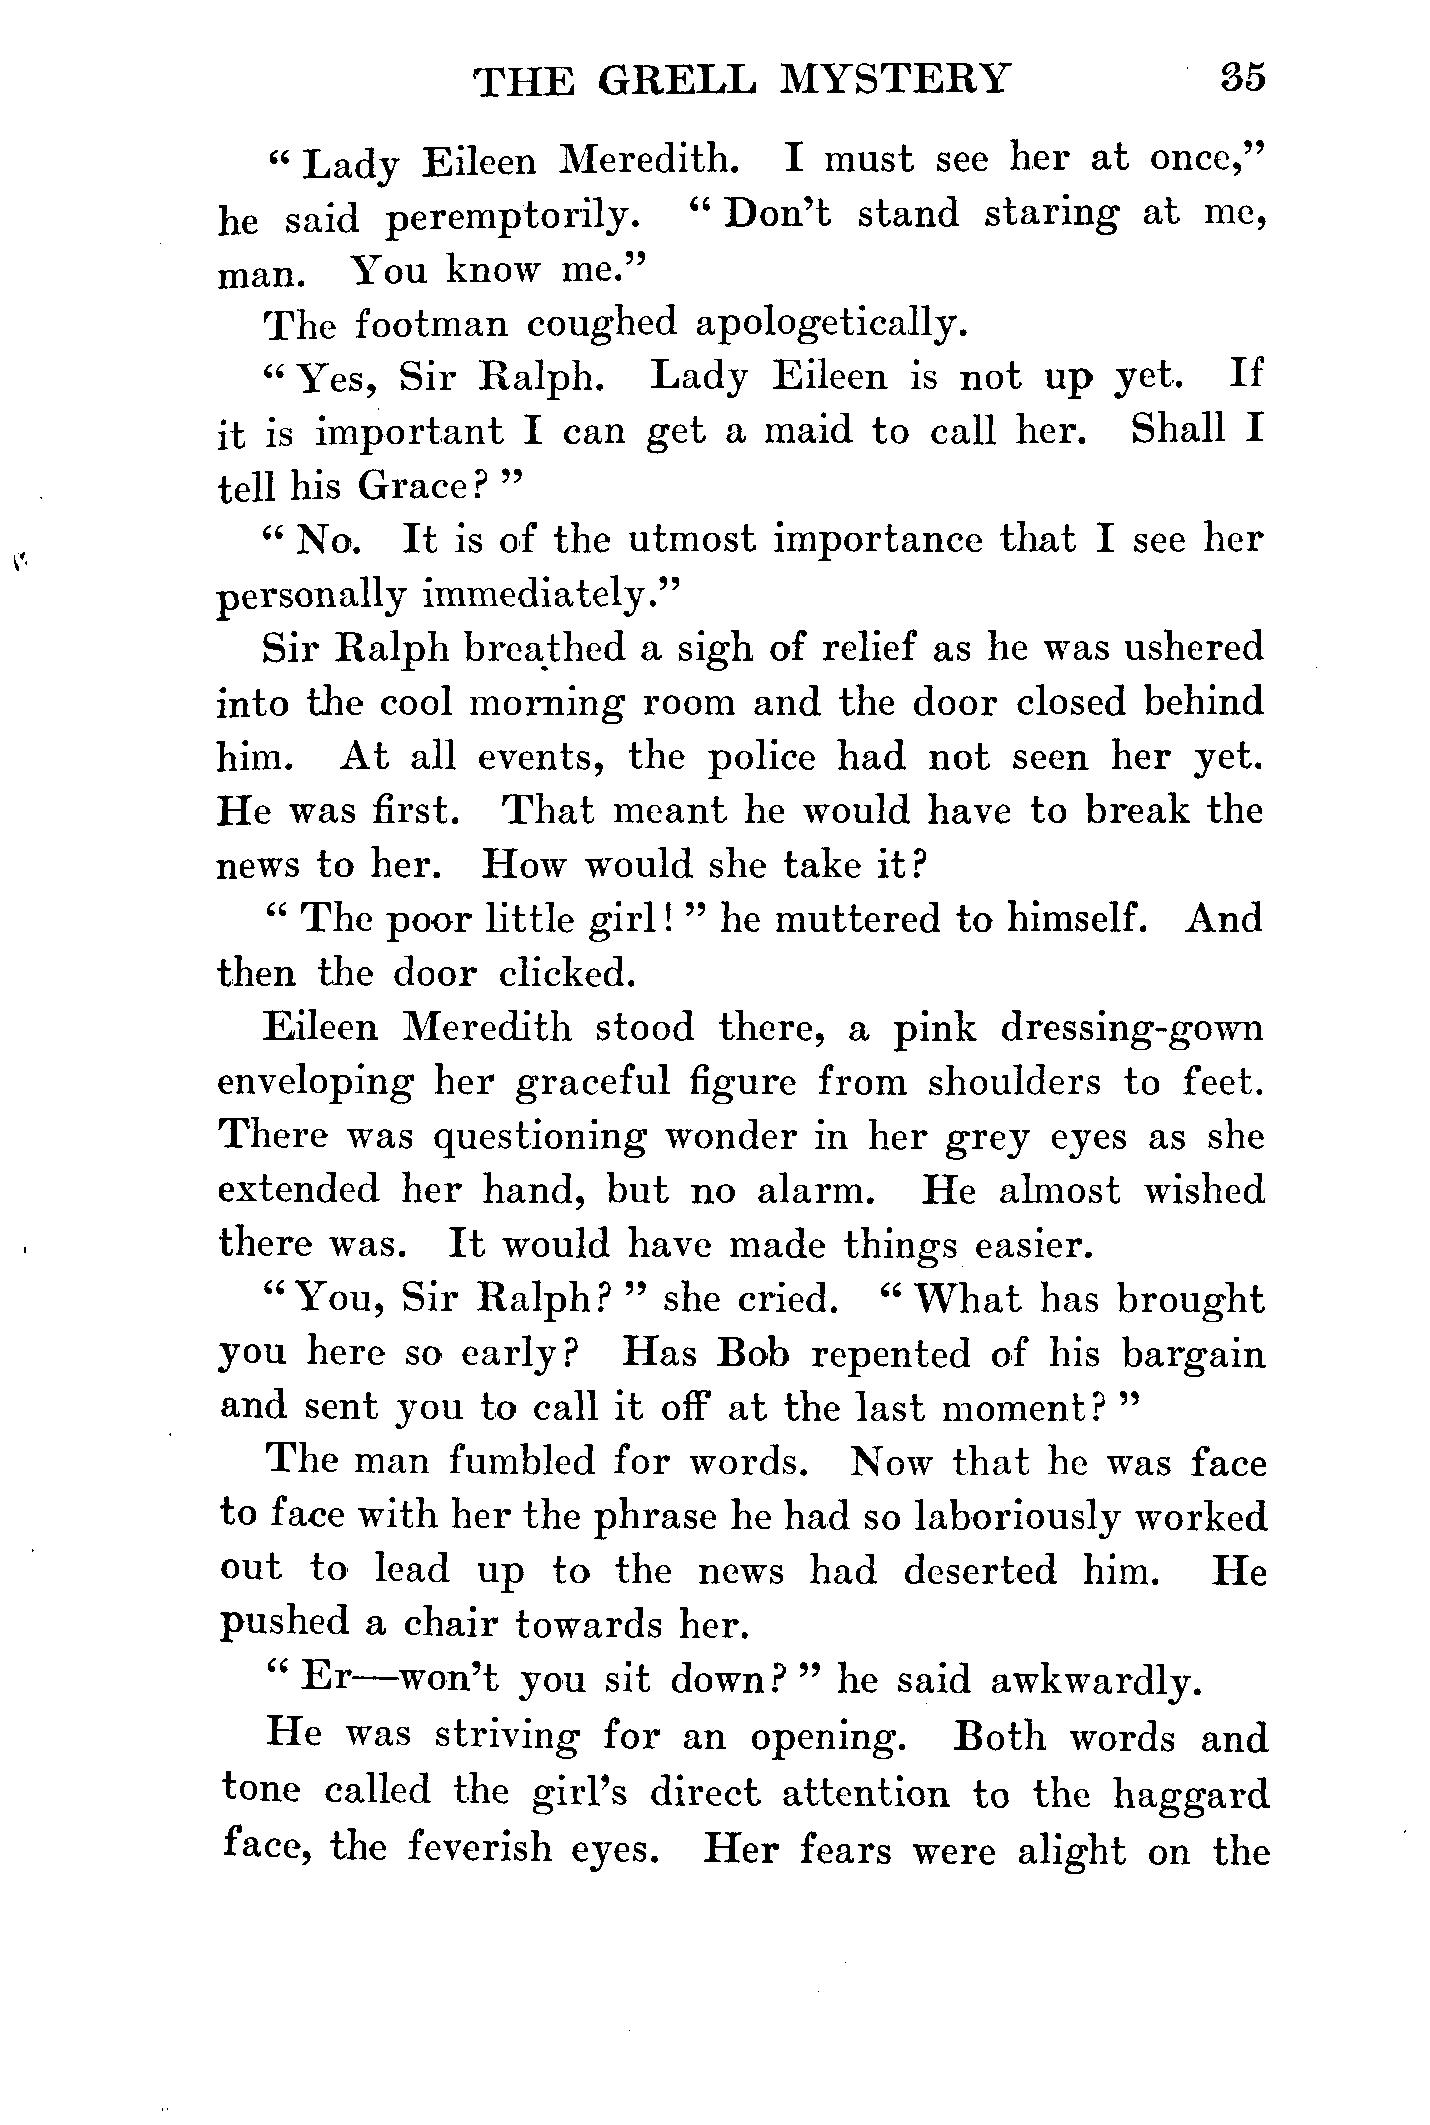 THE GRELL MYSTERY 35
“ Lady Eileen Meredith. I must see her at once,”
he said peremptorily. “ Don’t stand staring at me,
man. You know me.”
The footman coughed apologetically.
“ Yes, Sir Ralph. Lady Eileen is not up yet. If
it is important I can get a maid to call her. Shall I
tell his Grace? ”
“ No. It is of the utmost importance that I see her
personally immediately.”
Sir Ralph breathed a sigh of relief as he was ushered
into the cool morning room and the door closed behind
him. At all events, the police had not seen her yet.
He was first. That meant he would have to break the
news to her. How would she take it?
“ The poor little girl! ” he muttered to himself. And
then the door clicked.
Eileen Meredith stood there, a pink dressing-gown
enveloping her graceful figure from shoulders to feet.
There was questioning wonder in her grey eyes as she
extended her hand, but no alarm. He almost wished
there was. It would have made things easier.
“ You, Sir Ralph? ” she cried. “ What has brought
you here so early? Has Bob repented of his bargain
and sent you to call it off at the last moment? ”
The man fumbled for words. Now that he was face
to face with her the phrase he had so laboriously worked
out to lead up to the news had deserted him. He
pushed a chair towards her.
“ Er—won’t you sit down? ” he said awkwardly.
He was striving for an opening. Both words and
tone called the girl’s direct attention to the haggard
face, the feverish eyes. Her fears were alight on the